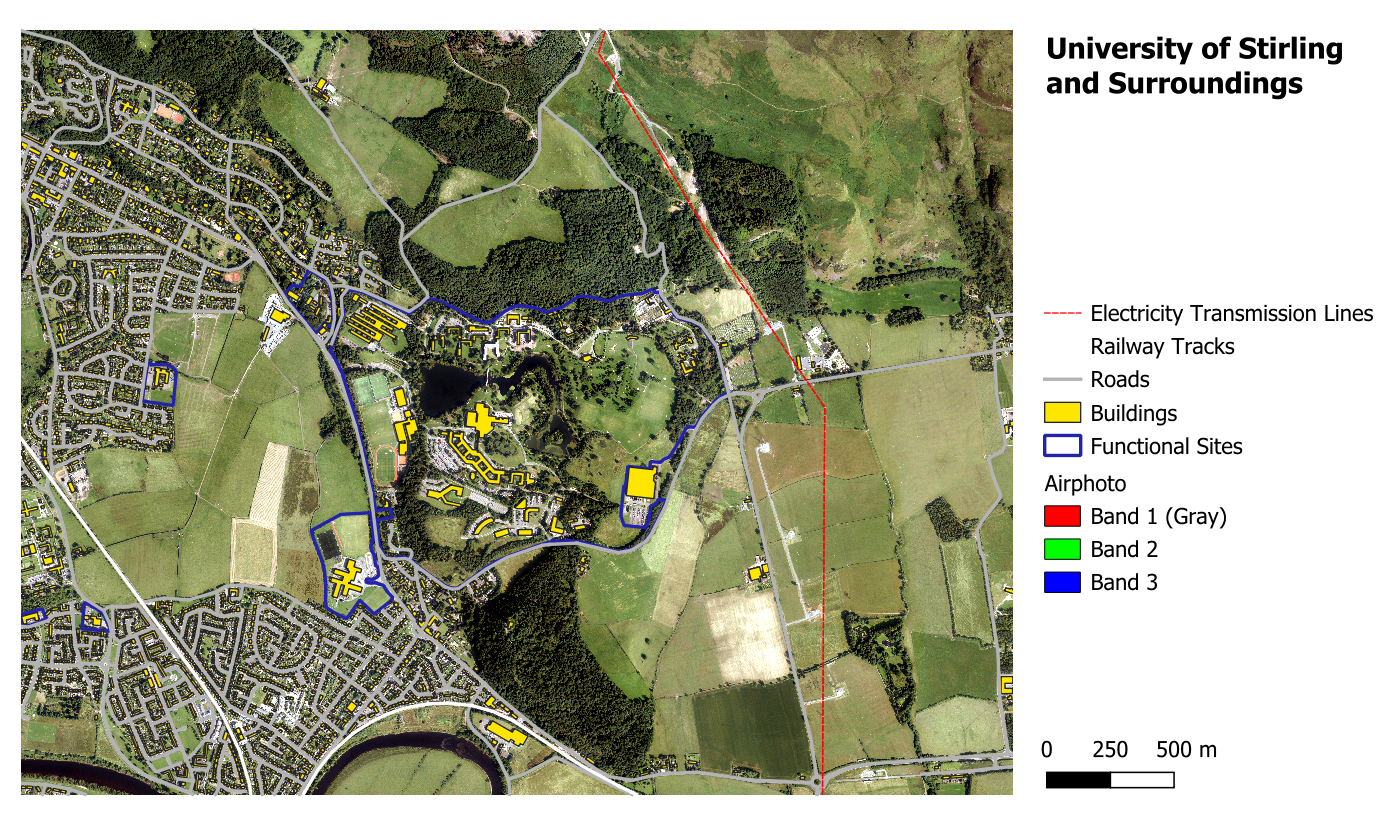 University of Stirling
and Surroundings
Electricity Transmission Lines
Railway Tracks
Roads
Buildings
Functional Sites
Airphoto
Band 1 (Gray)
Band 2
Band 3
0 250 500 m